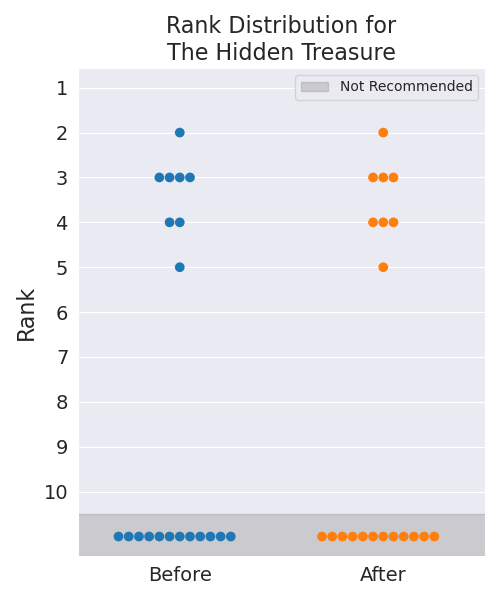 Rank Distribution for
The Hidden Treasure
Not Recommended
1
2
3
4
5
6
7
8
9
10
Rank
Before After